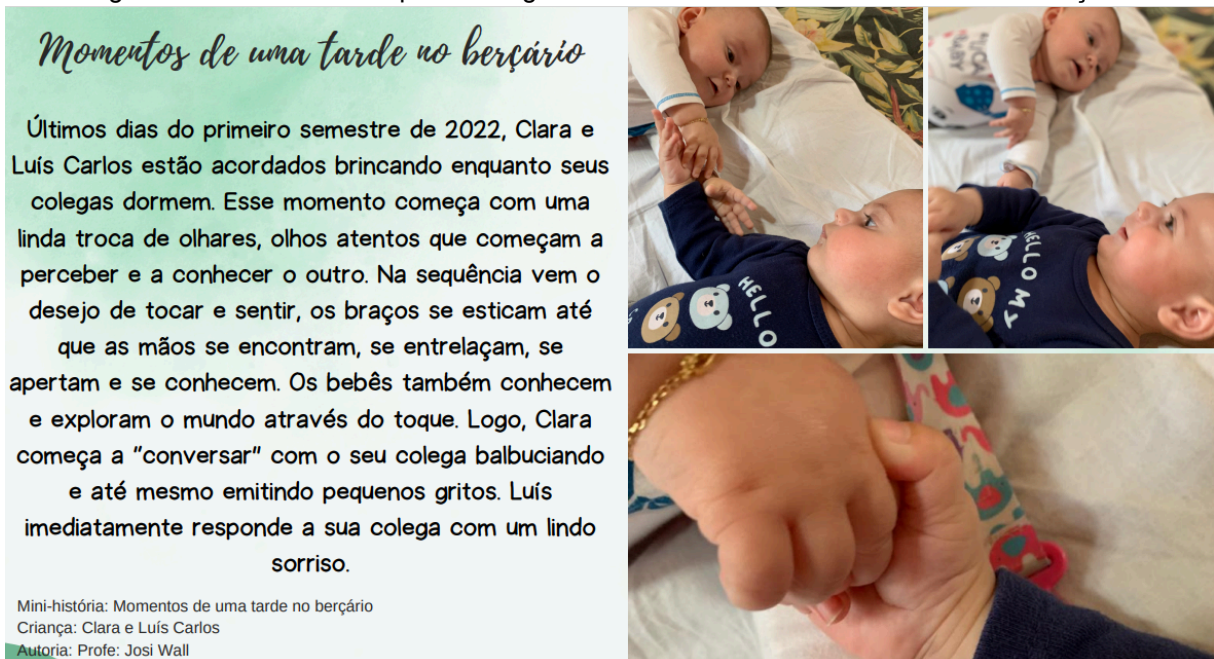 Momentos de uma tarde no berçário
Últimos dias do primeiro semestre de 2022, Clara e
Luís Carlos estão acordados brincando enquanto seus
colegas dormem. Esse momento começa com uma
linda troca de olhares, olhos atentos que começam a
perceber e a conhecer o outro. Na sequência vem o
desejo de tocar e sentir, os braços se esticam até
que as mãos se encontram, se entrelaçam, se
apertam e se conhecem. Os bebês também conhecem
e exploram o mundo através do toque. Logo, Clara
começa a "conversar" com o seu colega balbuciando
e até mesmo emitindo pequenos gritos. Luís
imediatamente responde a sua colega com um lindo
sorriso.
Mini-história: Momentos de uma tarde no berçário
Criança: Clara e Luís Carlos
Autoria: Profe: Josi Wall
HELLO
HELLO MY